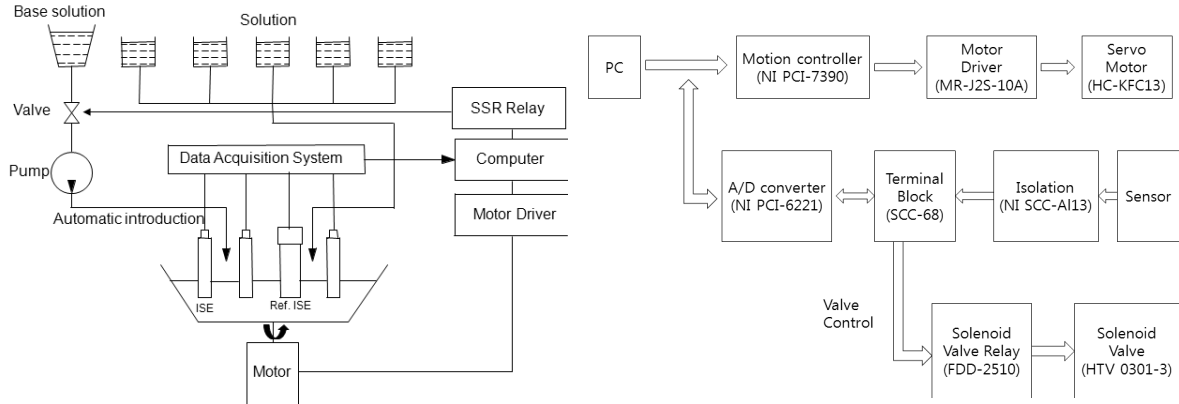 Base solution
Solution
Valve
SSR Relay
Data Acquisition System
Computer
Pump
Automatic introduction
Motor Driver
ISE
Ref. ISE
Motor
PC
Motion controller
(NI PCI-7390)
Motor
Driver
(MR-J2S-10A)
Servo
Motor
(HC-KFC13)
A/D converter
(NI PCI-6221)
Terminal
Block
(SCC-68)
Isolation
(NI SCC-Al13)
Sensor
Valve
Control
Solenoid
Valve Relay
(FDD-2510)
Solenoid
Valve
(HTV 0301-3)